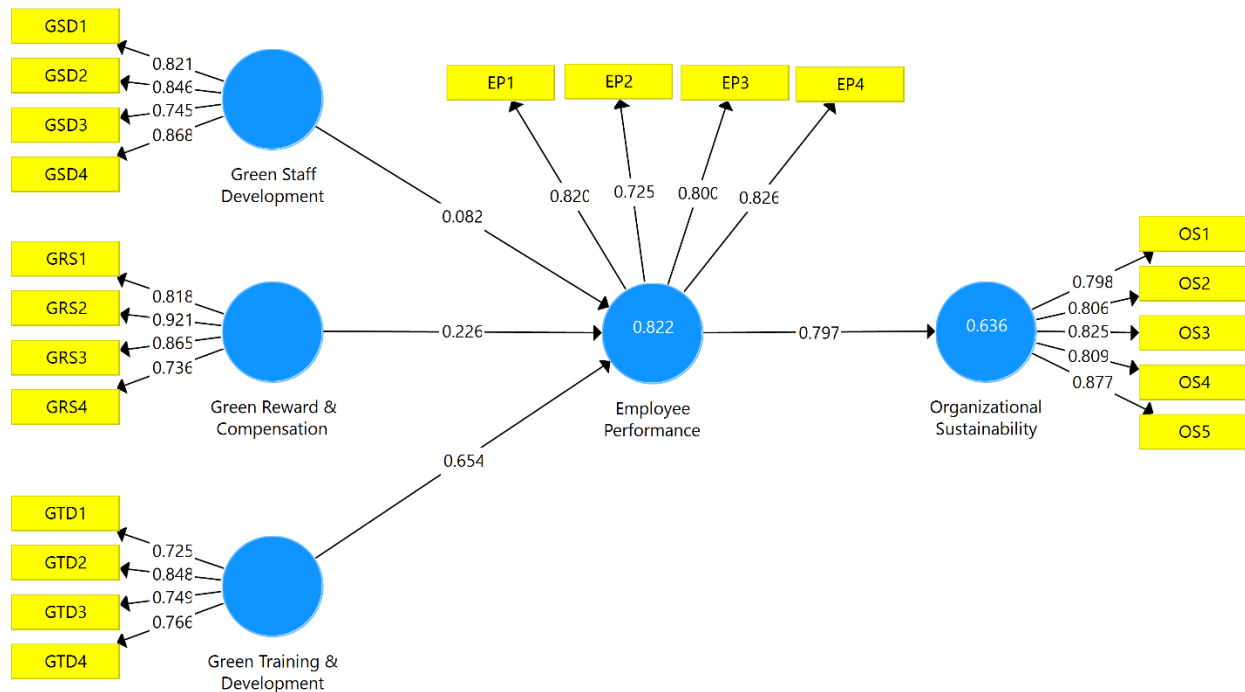 GSD1
GSD2
GSD3
GSD4
0.821
0.846
0.745
0.868
Green Staff
Development
EP1
EP2
EP3
EP4
0.820
0.725
0.800
0.826
0.082
GRS1
GRS2
GRS3
GRS4
0.818
0.921
0.865
0.736
Green Reward &
Compensation
0.226
0.822
Employee
Performance
0.797
0.636
Organizational
Sustainability
0.798
0.806
0.825
0.809
0.877
OS1
OS2
OS3
OS4
OS5
0.654
GTD1
GTD2
GTD3
GTD4
0.725
0.848
0.749
0.766
Green Training &
Development